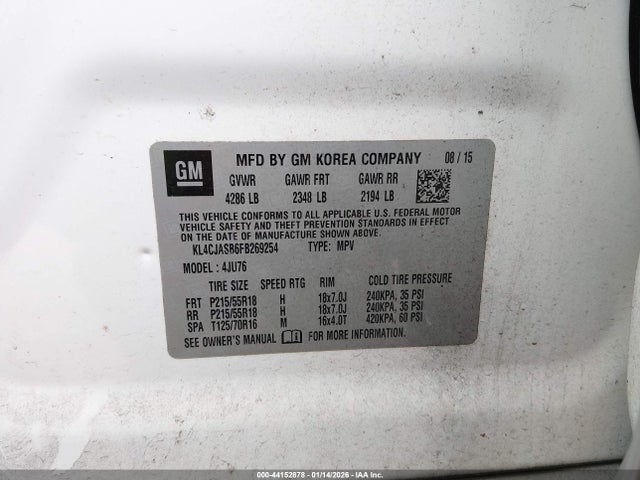 GM
MFD BY GM KOREA COMPANY 08 / 15
GVWR GAWR FRT GAWR RR
4286 LB 2348 LB 2194 LB
THIS VEHICLE CONFORMS TO ALL APPLICABLE U.S. FEDERAL MOTOR
VEHICLE SAFETY AND THEFT PREVENTION STANDARDS IN EFFECT ON
THE DATE OF MANUFACTURE SHOWN ABOVE.
KL4CJASB6FB269254 TYPE: MPV
MODEL : 4JU76
TIRE SIZE SPEED RTG RIM COLD TIRE PRESSURE
FRT P215/55R18 H 18x7.0J 240KPA, 35 PSI
RR P215/55R18 H 18x7.0J 240KPA, 35 PSI
SPA T125/70R16 M 16x4.0T 420KPA, 60 PSI
SEE OWNER'S MANUAL FOR MORE INFORMATION.
000-44152878 - 01/14/2026 - IAA Inc.